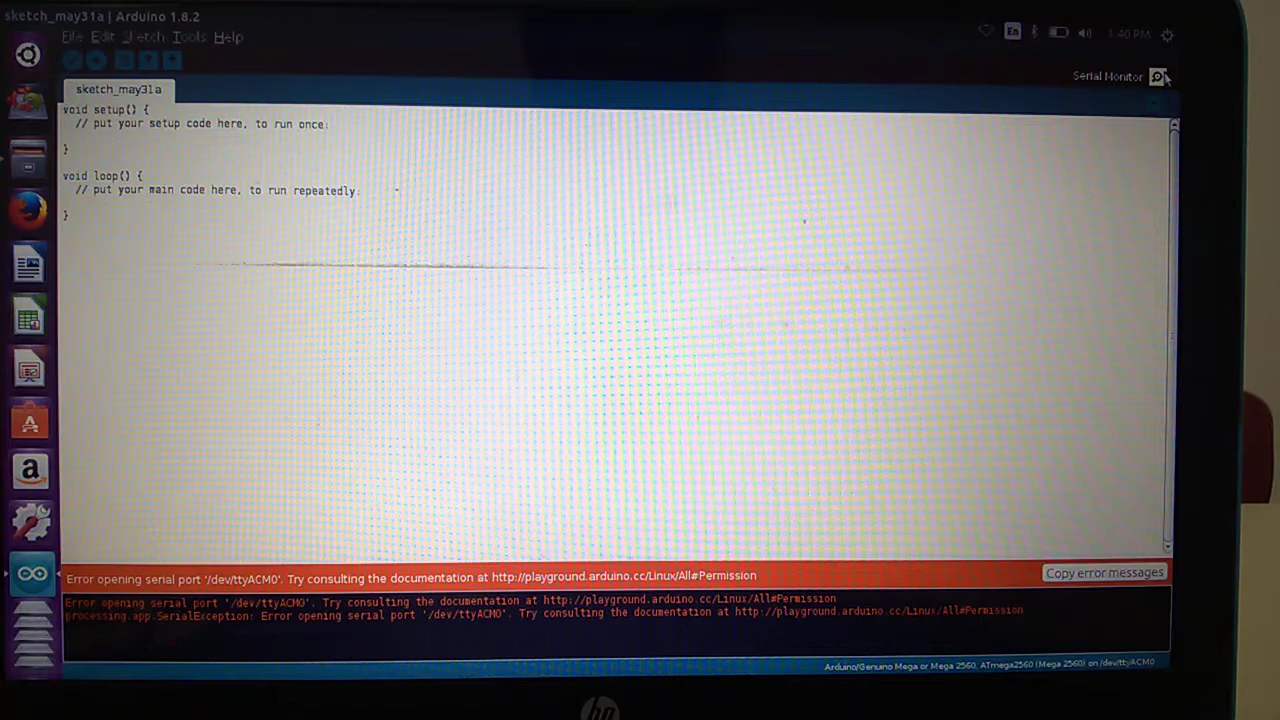 sketch_may31a | Arduino 1.8.2
File Edit Sketch Tools Help
En
1:40 PM
Serial Monitor
sketch_may31a
void setup() {
// put your setup code here, to run once:
}
void loop() {
// put your main code here, to run repeatedly:
}
Error opening serial port '/dev/ttyACM0'. Try consulting the documentation at http://playground.arduino.cc/Linux/All#Permission
Copy error messages
Error opening serial port '/dev/ttyACM0'. Try consulting the documentation at http://playground.arduino.cc/Linux/All#Permission
processing.app.SerialException: Error opening serial port '/dev/ttyACM0'. Try consulting the documentation at http://playground.arduino.cc/Linux/All#Permission
Arduino/Genuino Mega or Mega 2560, ATmega2560 (Mega 2560) on /dev/ttyACM0
hp